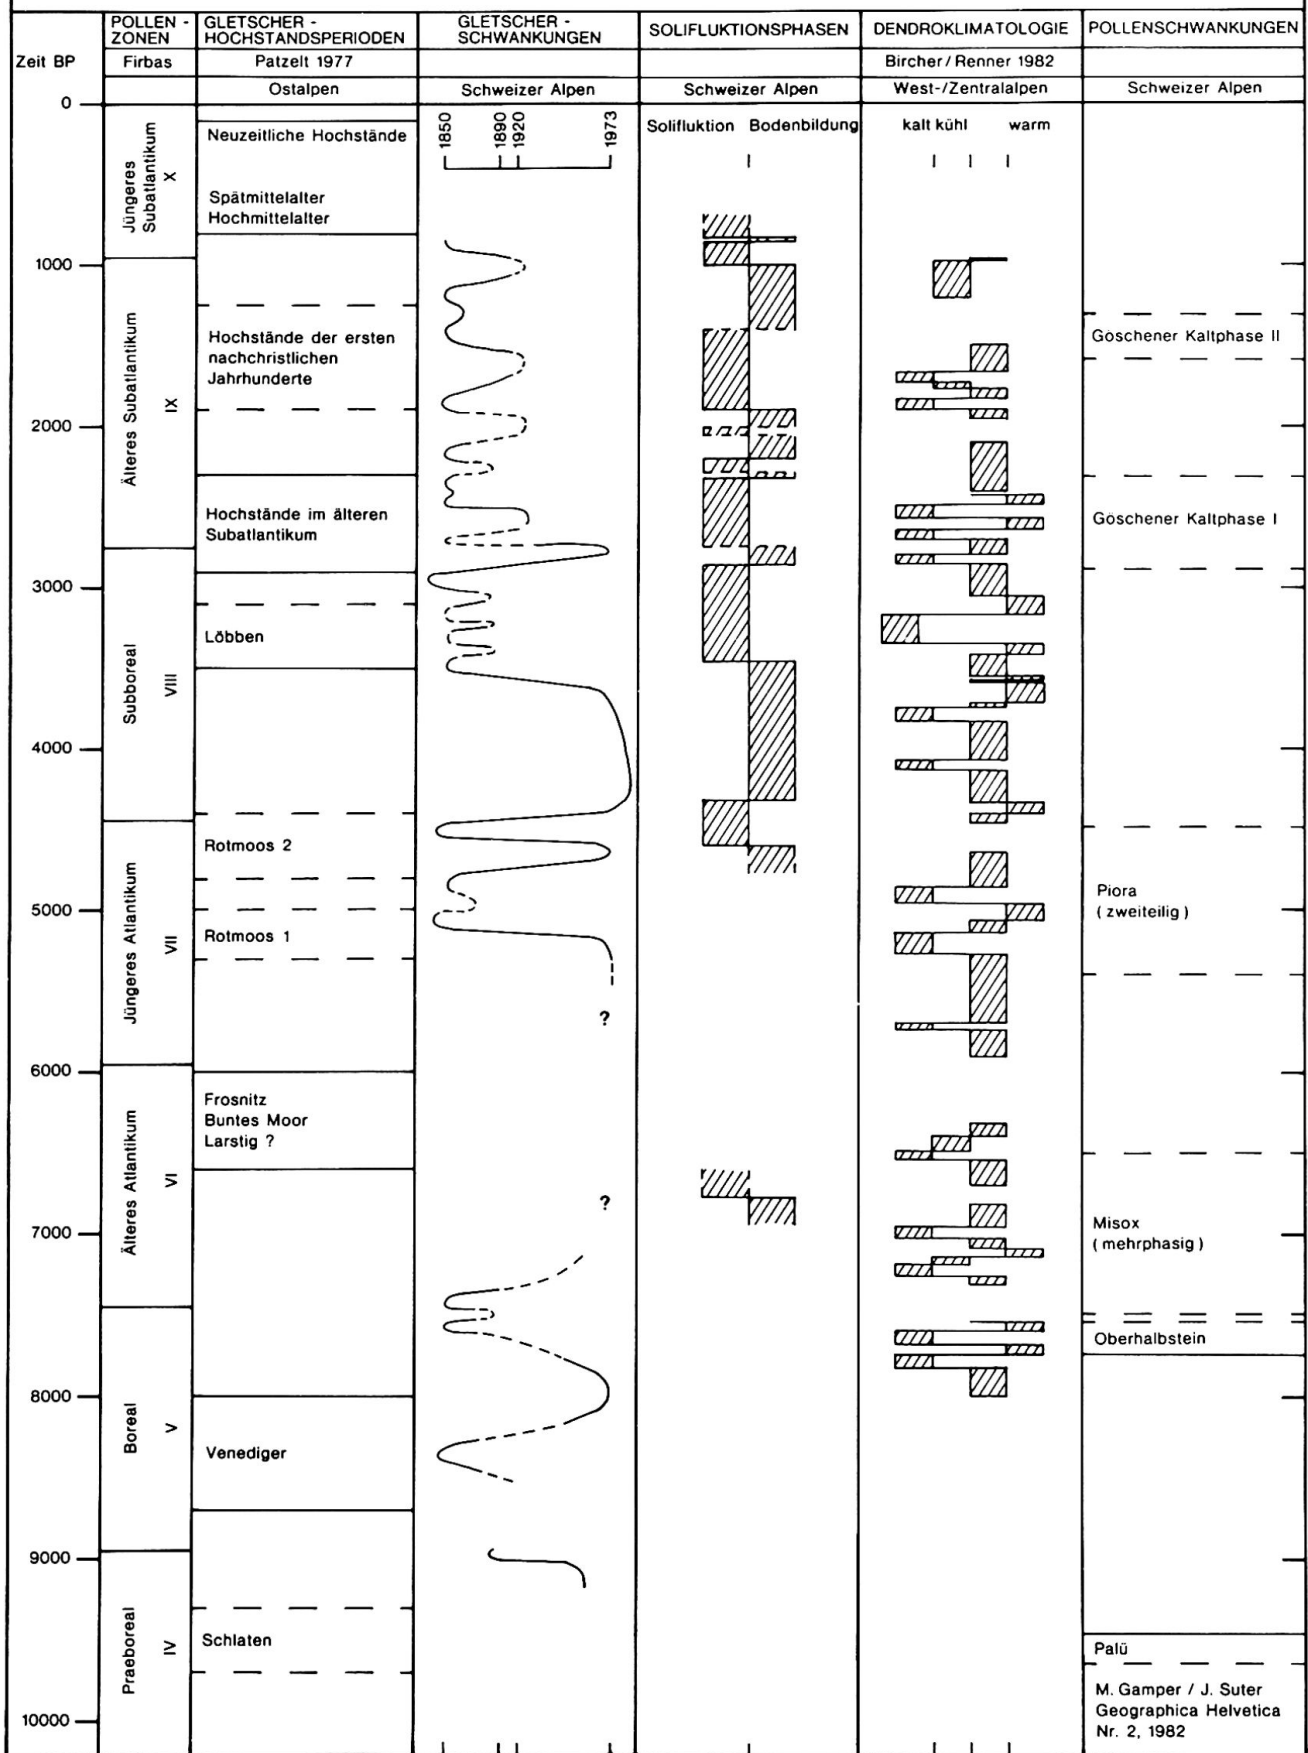 POLLEN -
ZONEN
GLETSCHER -
HOCHSTANDSPERIODEN
GLETSCHER -
SCHWANKUNGEN
SOLIFLUKTIONSPHASEN
DENDROKLIMATOLOGIE
POLLENSCHWANKUNGEN
Zeit BP
Firbas
Patzelt 1977
Bircher / Renner 1982
Ostalpen
Schweizer Alpen
Schweizer Alpen
West-/Zentralalpen
Schweizer Alpen
0
1000
2000
3000
4000
5000
6000
7000
8000
9000
10000
Jüngeres
Subatlantikum
X
Älteres Subatlantikum
IX
Subboreal
VIII
Jüngeres Atlantikum
VII
Älteres Atlantikum
VI
Boreal
V
Praeboreal
IV
Neuzeitliche Hochstände
Spätmittelalter
Hochmittelalter
Hochstände der ersten
nachchristlichen
Jahrhunderte
Hochstände im älteren
Subatlantikum
Löbben
Rotmoos 2
Rotmoos 1
Frosnitz
Buntes Moor
Larstig ?
Venediger
Schlaten
1850
1890
1920
1973
?
?
Solifluktion
Bodenbildung
kalt kühl
warm
Göschener Kaltphase II
Göschener Kaltphase I
Piora
( zweiteilig )
Misox
( mehrphasig )
Oberhalbstein
Palü
M. Gamper / J. Suter
Geographica Helvetica
Nr. 2, 1982